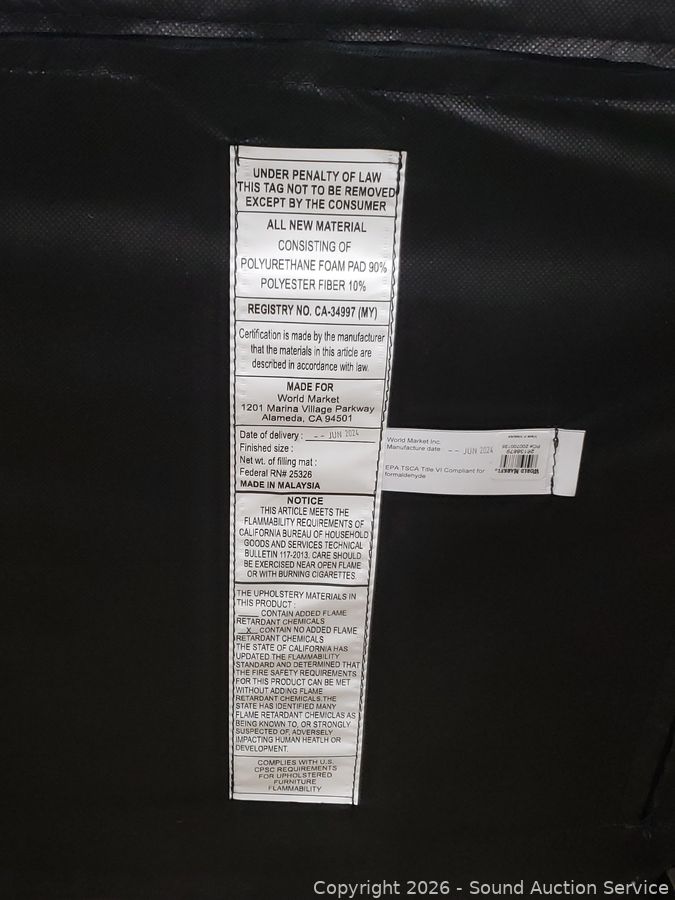 UNDER PENALTY OF LAW
THIS TAG NOT TO BE REMOVED
EXCEPT BY THE CONSUMER
ALL NEW MATERIAL
CONSISTING OF
POLYURETHANE FOAM PAD 90%
POLYESTER FIBER 10%
REGISTRY NO. CA-34997 (MY)
Certification is made by the manufacturer
that the materials in this article are
described in accordance with law.
MADE FOR
World Market
1201 Marina Village Parkway
Alameda, CA 94501
Date of delivery : -- JUN 2024
Finished size :
Net wt. of filling mat :
Federal RN# 25326
MADE IN MALAYSIA
NOTICE
THIS ARTICLE MEETS THE
FLAMMABILITY REQUIREMENTS OF
CALIFORNIA BUREAU OF HOUSEHOLD
GOODS AND SERVICES TECHNICAL
BULLETIN 117-2013. CARE SHOULD
BE EXERCISED NEAR OPEN FLAME
OR WITH BURNING CIGARETTES.
THE UPHOLSTERY MATERIALS IN
THIS PRODUCT :
____ CONTAIN ADDED FLAME
RETARDANT CHEMICALS
__X__ CONTAIN NO ADDED FLAME
RETARDANT CHEMICALS
THE STATE OF CALIFORNIA HAS
UPDATED THE FLAMMABILITY
STANDARD AND DETERMINED THAT
THE FIRE SAFETY REQUIREMENTS
FOR THIS PRODUCT CAN BE MET
WITHOUT ADDING FLAME
RETARDANT CHEMICALS.THE
STATE HAS IDENTIFIED MANY
FLAME RETARDANT CHEMICLAS AS
BEING KNOWN TO, OR STRONGLY
SUSPECTED OF, ADVERSELY
IMPACTING HUMAN HEATLH OR
DEVELOPMENT.
COMPLIES WITH U.S.
CPSC REQUIREMENTS
FOR UPHOLSTERED
FURNITURE
FLAMMABILITY
World Market Inc.
Manufacture date : -- JUN 2024
EPA TSCA Title VI Compliant for
formaldehyde
WORLD MARKET.
Copyright 2026 - Sound Auction Service